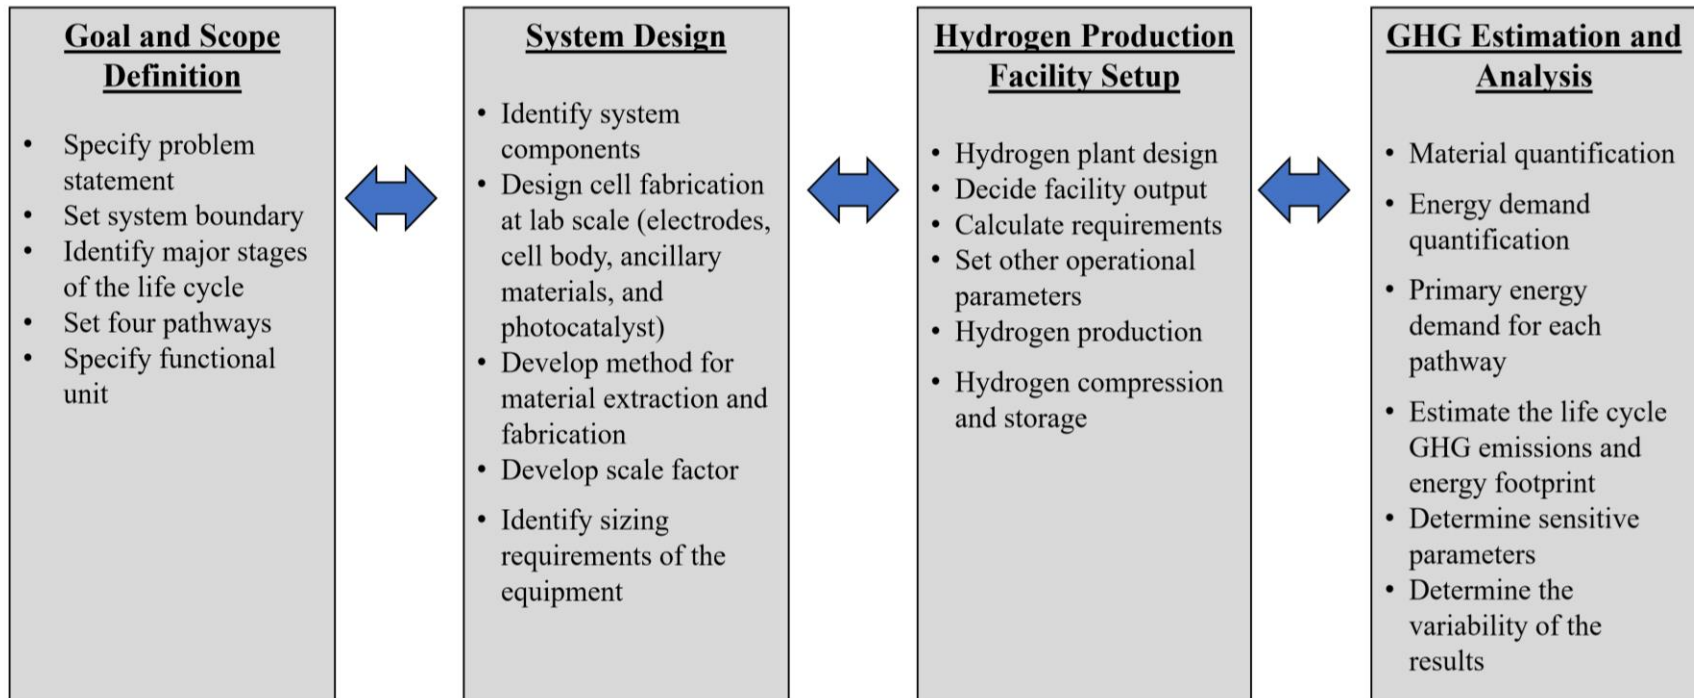 Goal and Scope
Definition
• Specify problem
statement
• Set system boundary
• Identify major stages
of the life cycle
• Set four pathways
• Specify functional
unit
System Design
• Identify system
components
• Design cell fabrication
at lab scale (electrodes,
cell body, ancillary
materials, and
photocatalyst)
• Develop method for
material extraction and
fabrication
• Develop scale factor
• Identify sizing
requirements of the
equipment
Hydrogen Production
Facility Setup
• Hydrogen plant design
• Decide facility output
• Calculate requirements
• Set other operational
parameters
• Hydrogen production
• Hydrogen compression
and storage
GHG Estimation and
Analysis
• Material quantification
• Energy demand
quantification
• Primary energy
demand for each
pathway
• Estimate the life cycle
GHG emissions and
energy footprint
• Determine sensitive
parameters
• Determine the
variability of the
results